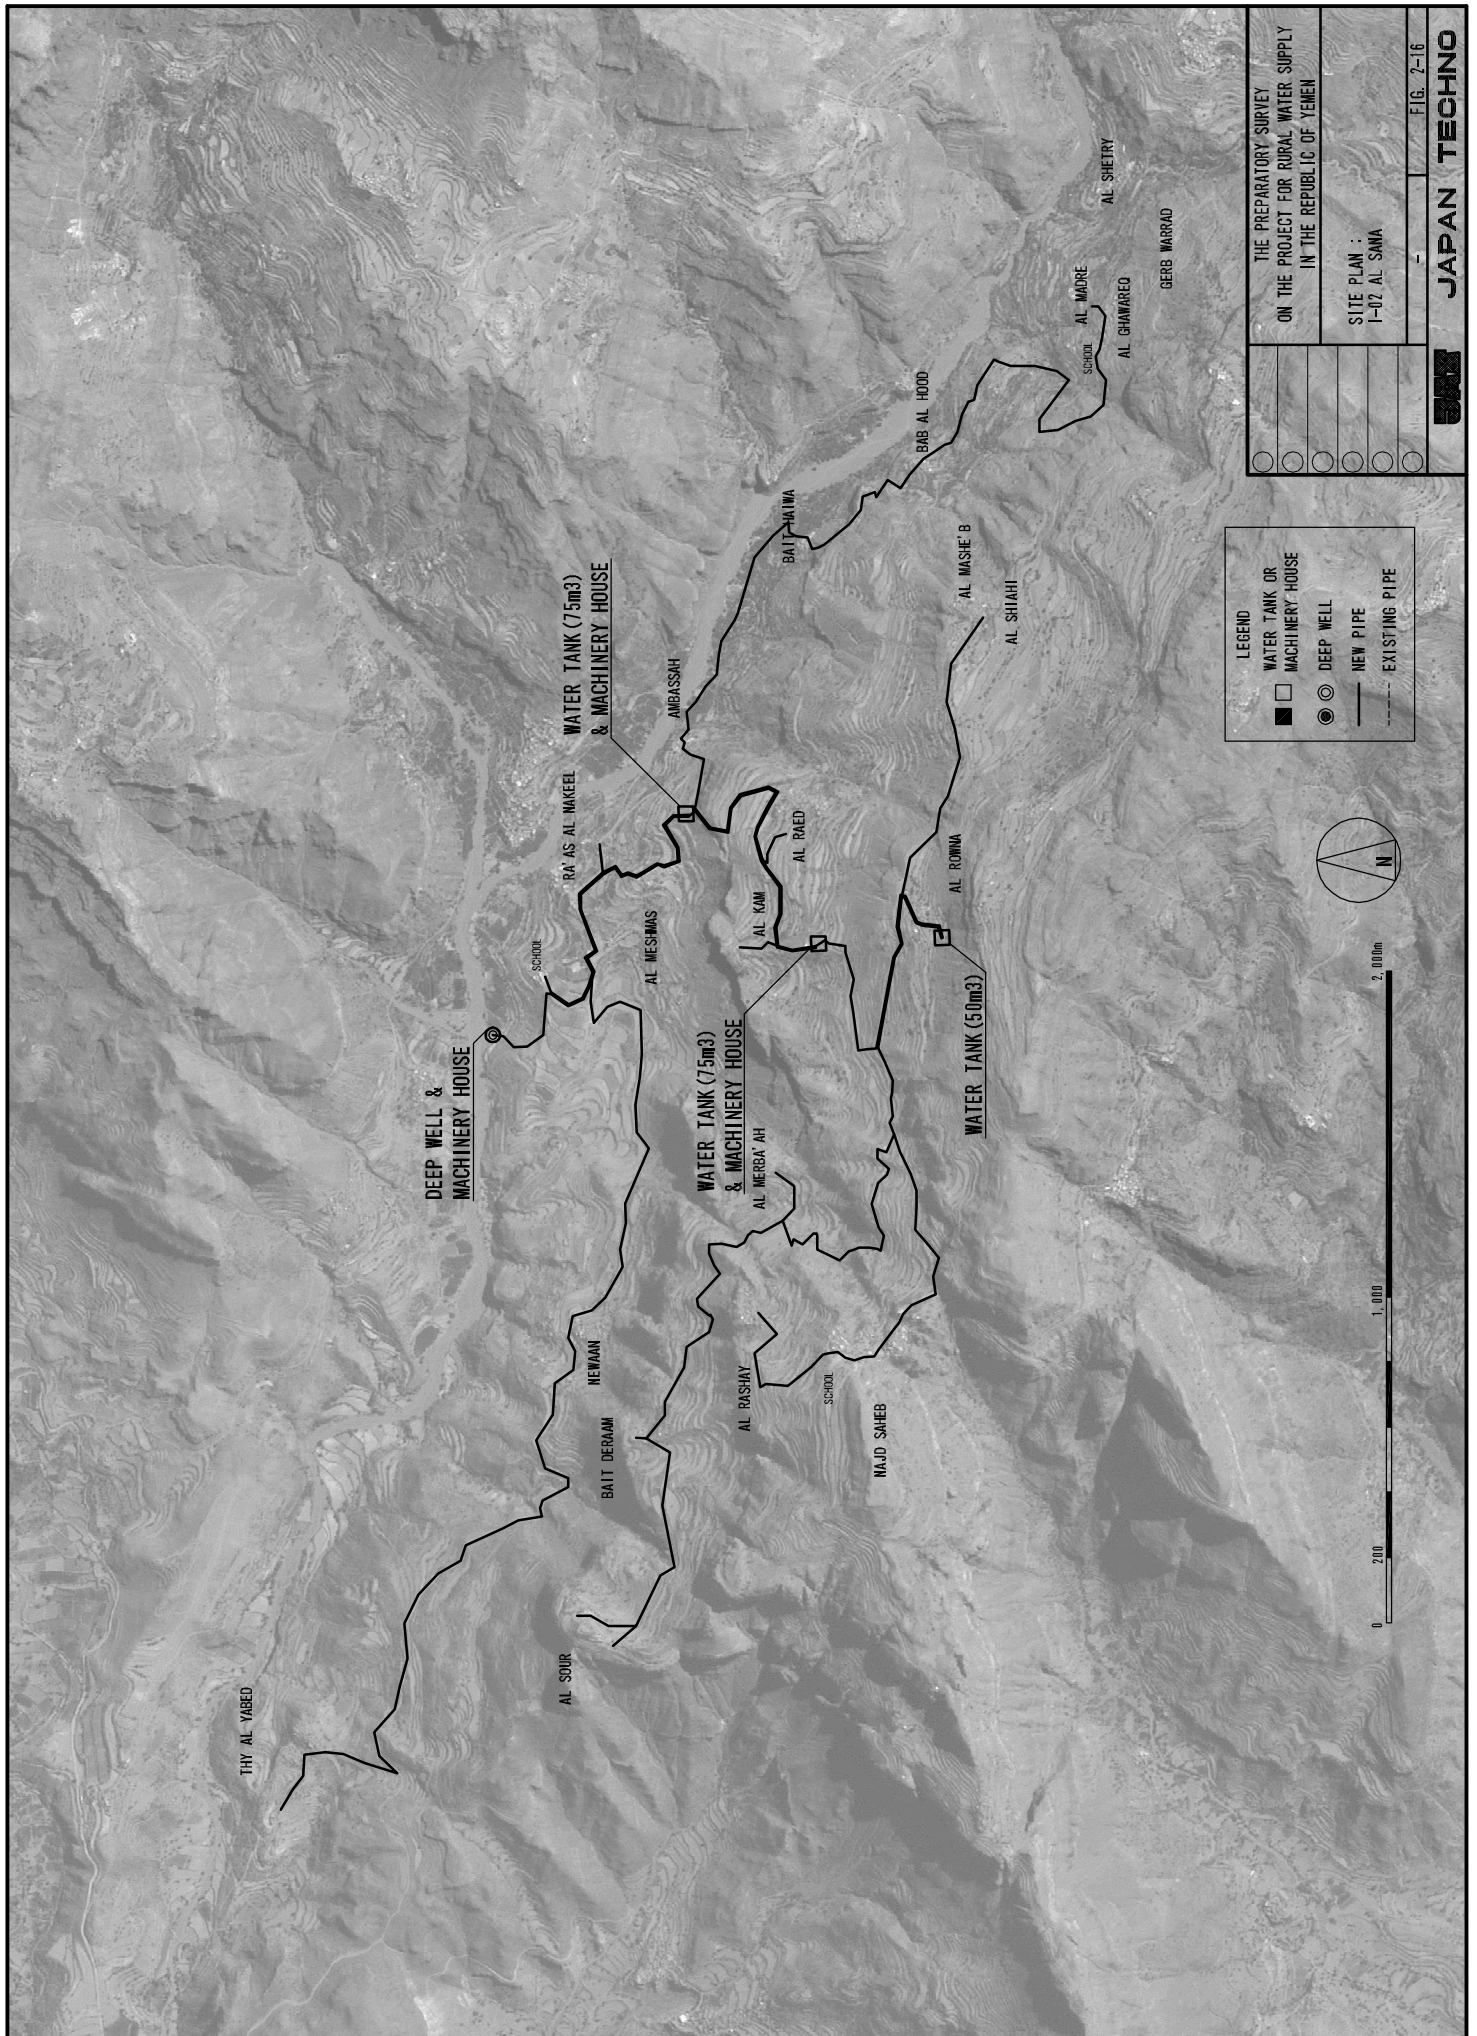 THY AL YABED
AL SOUR
BAIT DERAAM
NEWAAN
DEEP WELL &
MACHINERY HOUSE
SCHOOL
AL MESHMAS
RA'AS AL NAKEEL
WATER TANK(75m3)
& MACHINERY HOUSE
AMBASSAH
BAIT HAIWA
BAB AL HOOD
SCHOOL
AL MADRE
AL GHAWAREQ
AL SHETRY
GERB WARRAD
AL RASHAY
SCHOOL
NAJD SAHEB
WATER TANK(75m3)
& MACHINERY HOUSE
AL MERBA'AH
AL KAM
AL RAED
AL ROWNA
WATER TANK(50m3)
AL MASHE'B
AL SHIAHI
LEGEND
WATER TANK OR
MACHINERY HOUSE
DEEP WELL
NEW PIPE
EXISTING PIPE
N
0 200 1,000 2,000m
THE PREPARATORY SURVEY
ON THE PROJECT FOR RURAL WATER SUPPLY
IN THE REPUBLIC OF YEMEN
SITE PLAN :
I-02 AL SANA
- FIG. 2-16
JAPAN TECHNO